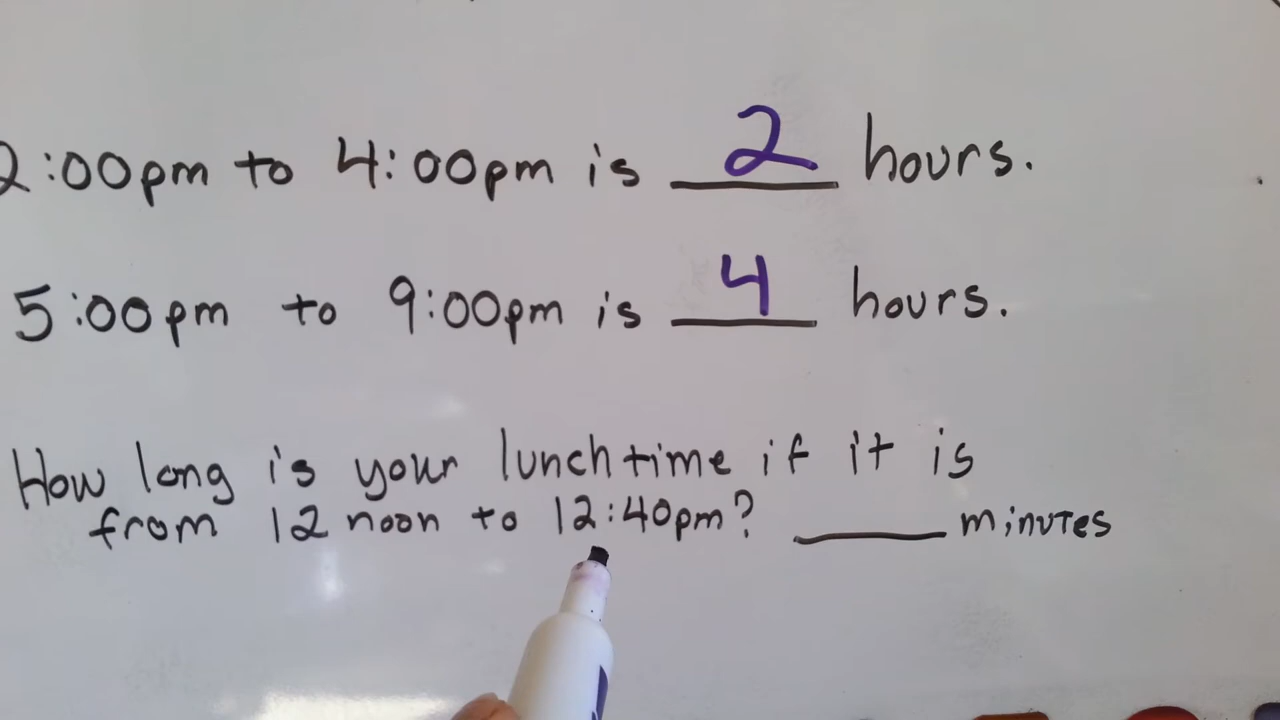 2:00pm to 4:00pm is 2 hours.
5:00pm to 9:00pm is 4 hours.
How long is your lunchtime if it is
from 12 noon to 12:40pm? ____ minutes